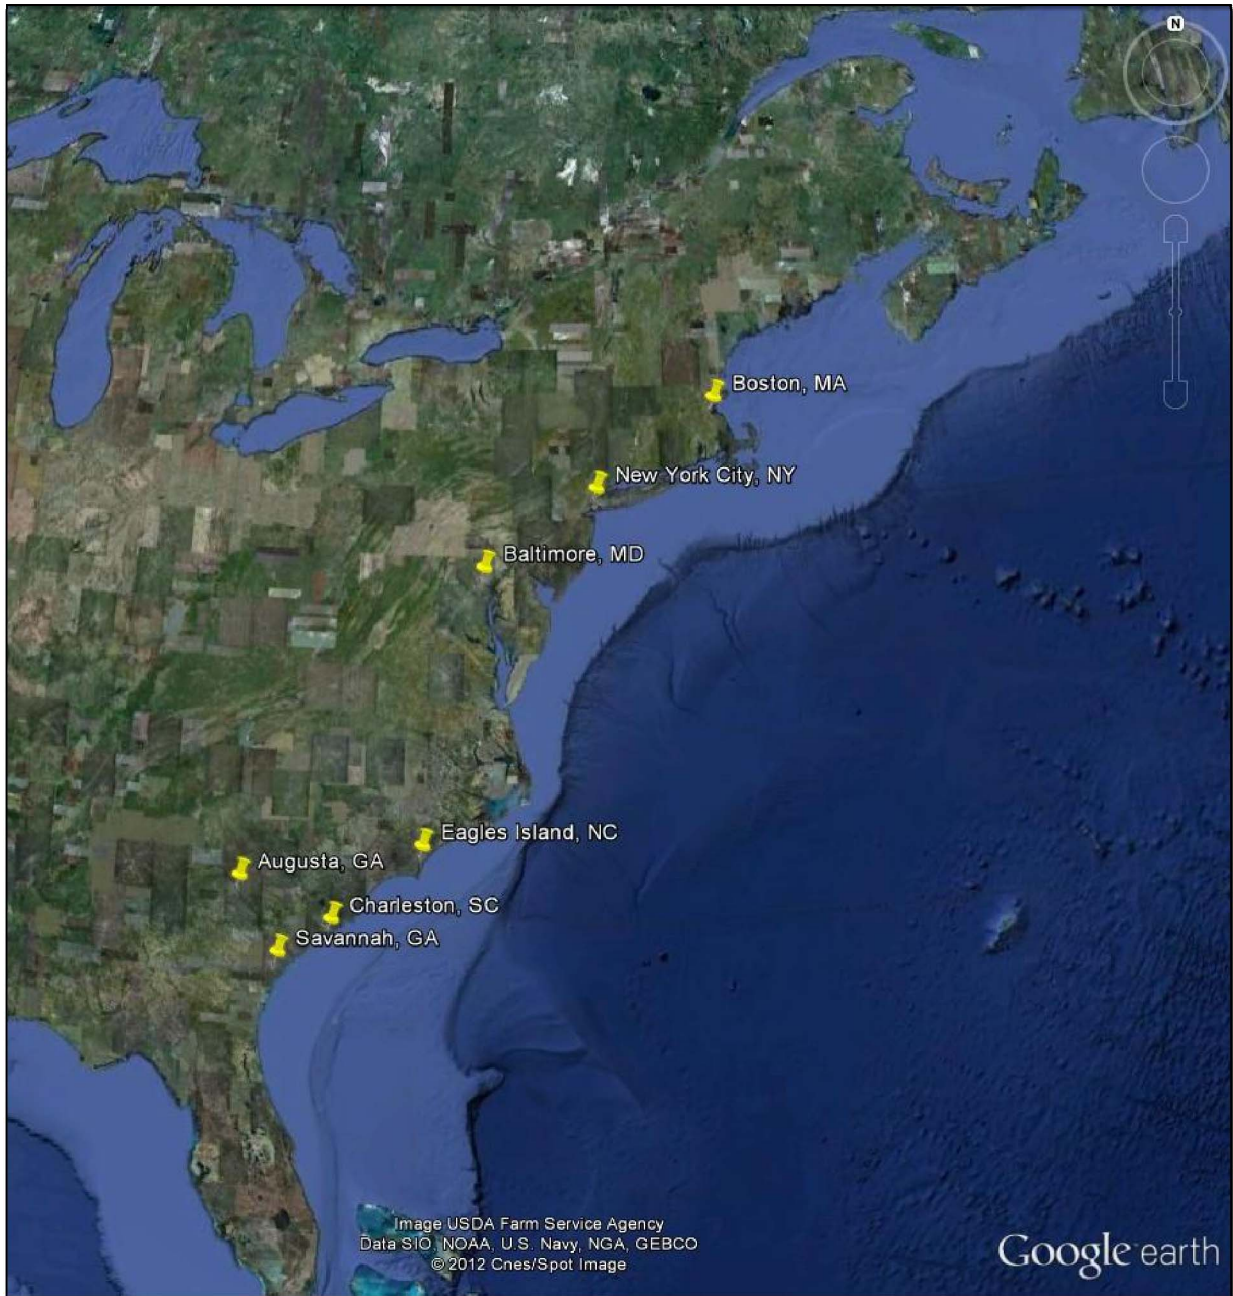 N
Boston, MA
New York City, NY
Baltimore, MD
Eagles Island, NC
Augusta, GA
Charleston, SC
Savannah, GA
Image USDA Farm Service Agency
Data SIO, NOAA, U.S. Navy, NGA, GEBCO
© 2012 Cnes/Spot Image
Google earth